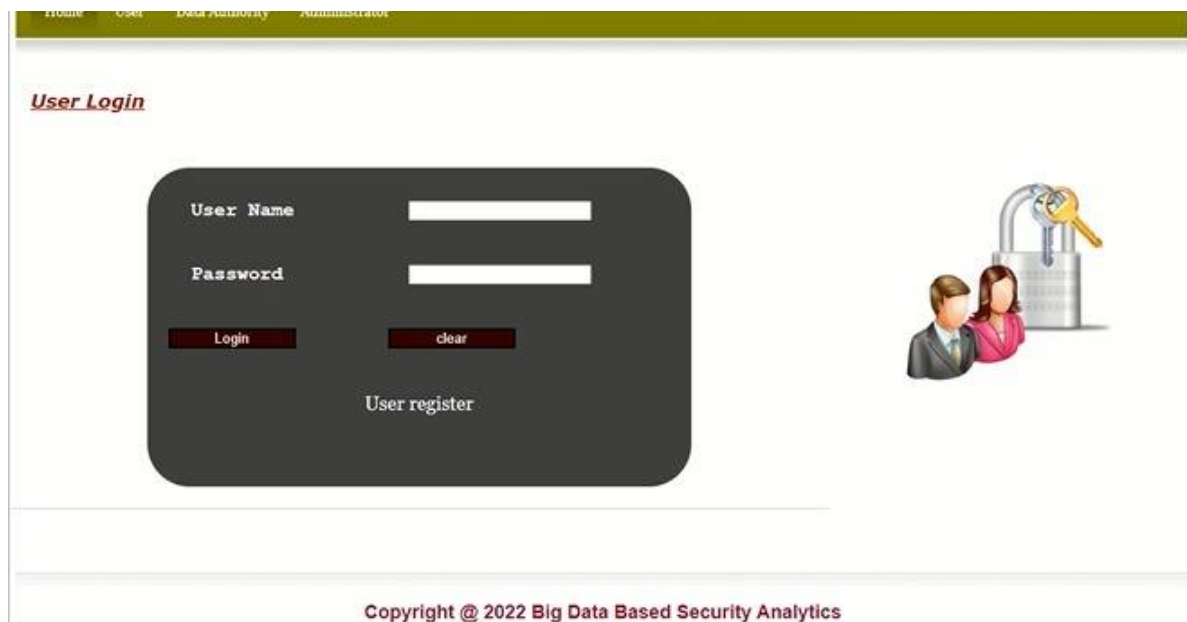 Home User Data Authority Administrator
User Login
User Name
Password
Login clear
User register
Copyright @ 2022 Big Data Based Security Analytics